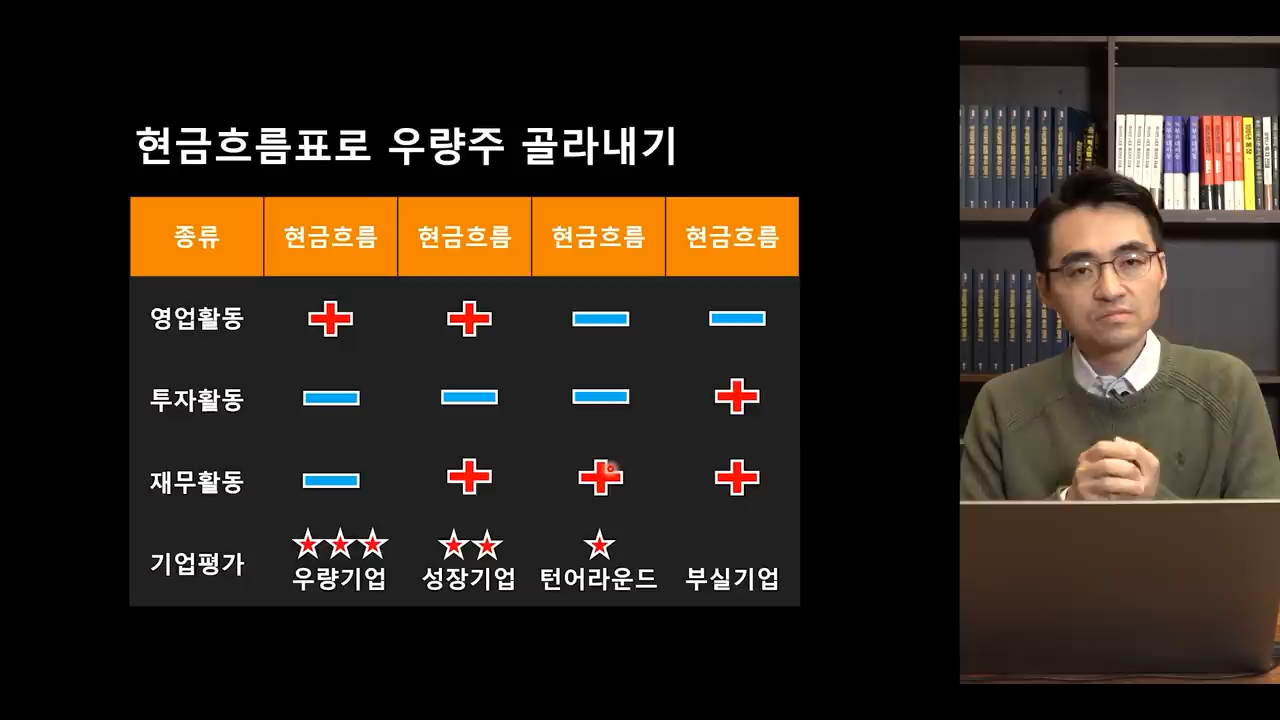 현금흐름표로 우량주 골라내기
종류 현금흐름 현금흐름 현금흐름 현금흐름
영업활동
투자활동
재무활동
기업평가
우량기업 성장기업 턴어라운드 부실기업